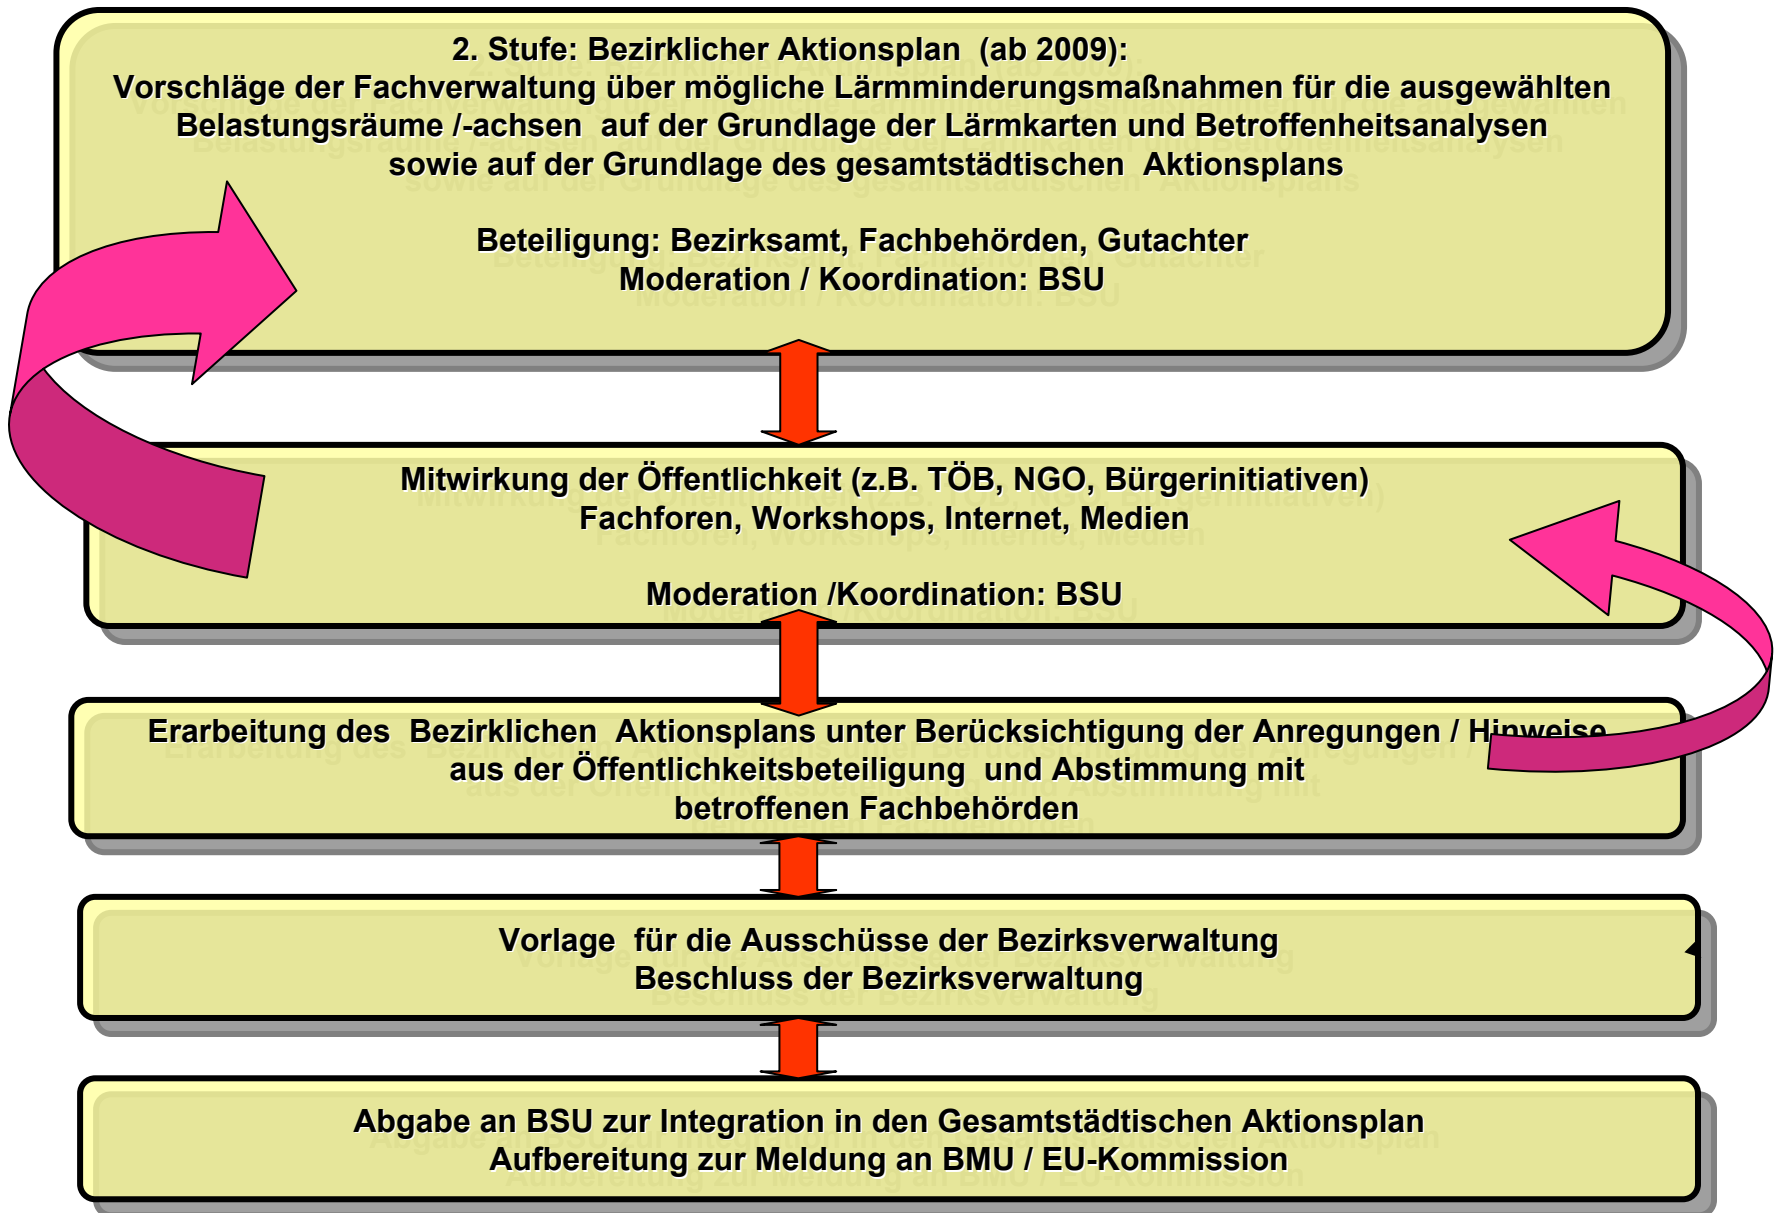 2. Stufe: Bezirklicher Aktionsplan (ab 2009):
Vorschläge der Fachverwaltung über mögliche Lärmminderungsmaßnahmen für die ausgewählten
Belastungsräume /-achsen auf der Grundlage der Lärmkarten und Betroffenheitsanalysen
sowie auf der Grundlage des gesamtstädtischen Aktionsplans
Beteiligung: Bezirksamt, Fachbehörden, Gutachter
Moderation / Koordination: BSU
Mitwirkung der Öffentlichkeit (z.B. TÖB, NGO, Bürgerinitiativen)
Fachforen, Workshops, Internet, Medien
Moderation /Koordination: BSU
Erarbeitung des Bezirklichen Aktionsplans unter Berücksichtigung der Anregungen / Hinweise
aus der Öffentlichkeitsbeteiligung und Abstimmung mit
betroffenen Fachbehörden
Vorlage für die Ausschüsse der Bezirksverwaltung
Beschluss der Bezirksverwaltung
Abgabe an BSU zur Integration in den Gesamtstädtischen Aktionsplan
Aufbereitung zur Meldung an BMU / EU-Kommission